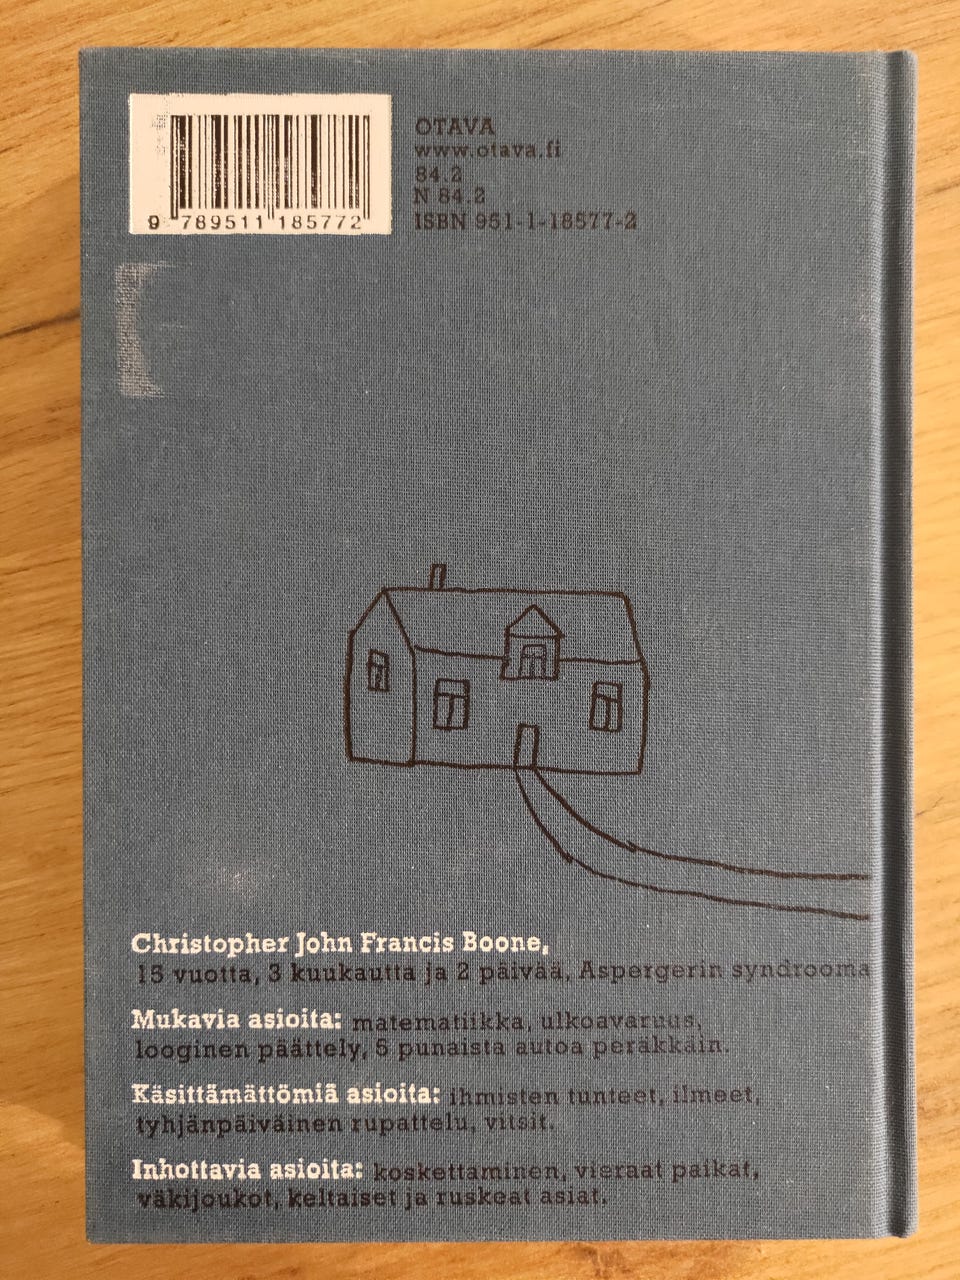 9 789511 185772
OTAVA
www.otava.fi
84.2
N 84.2
ISBN 951-1-18577-2
Christopher John Francis Boone,
15 vuotta, 3 kuukautta ja 2 päivää, Aspergerin syndrooma
Mukavia asioita: matematiikka, ulkoavaruus,
looginen päättely, 5 punaista autoa peräkkäin.
Käsittämättömiä asioita: ihmisten tunteet, ilmeet,
tyhjänpäiväinen rupattelu, vitsit.
Inhottavia asioita: koskettaminen, vieraat paikat,
väkijoukot, keltaiset ja ruskeat asiat.